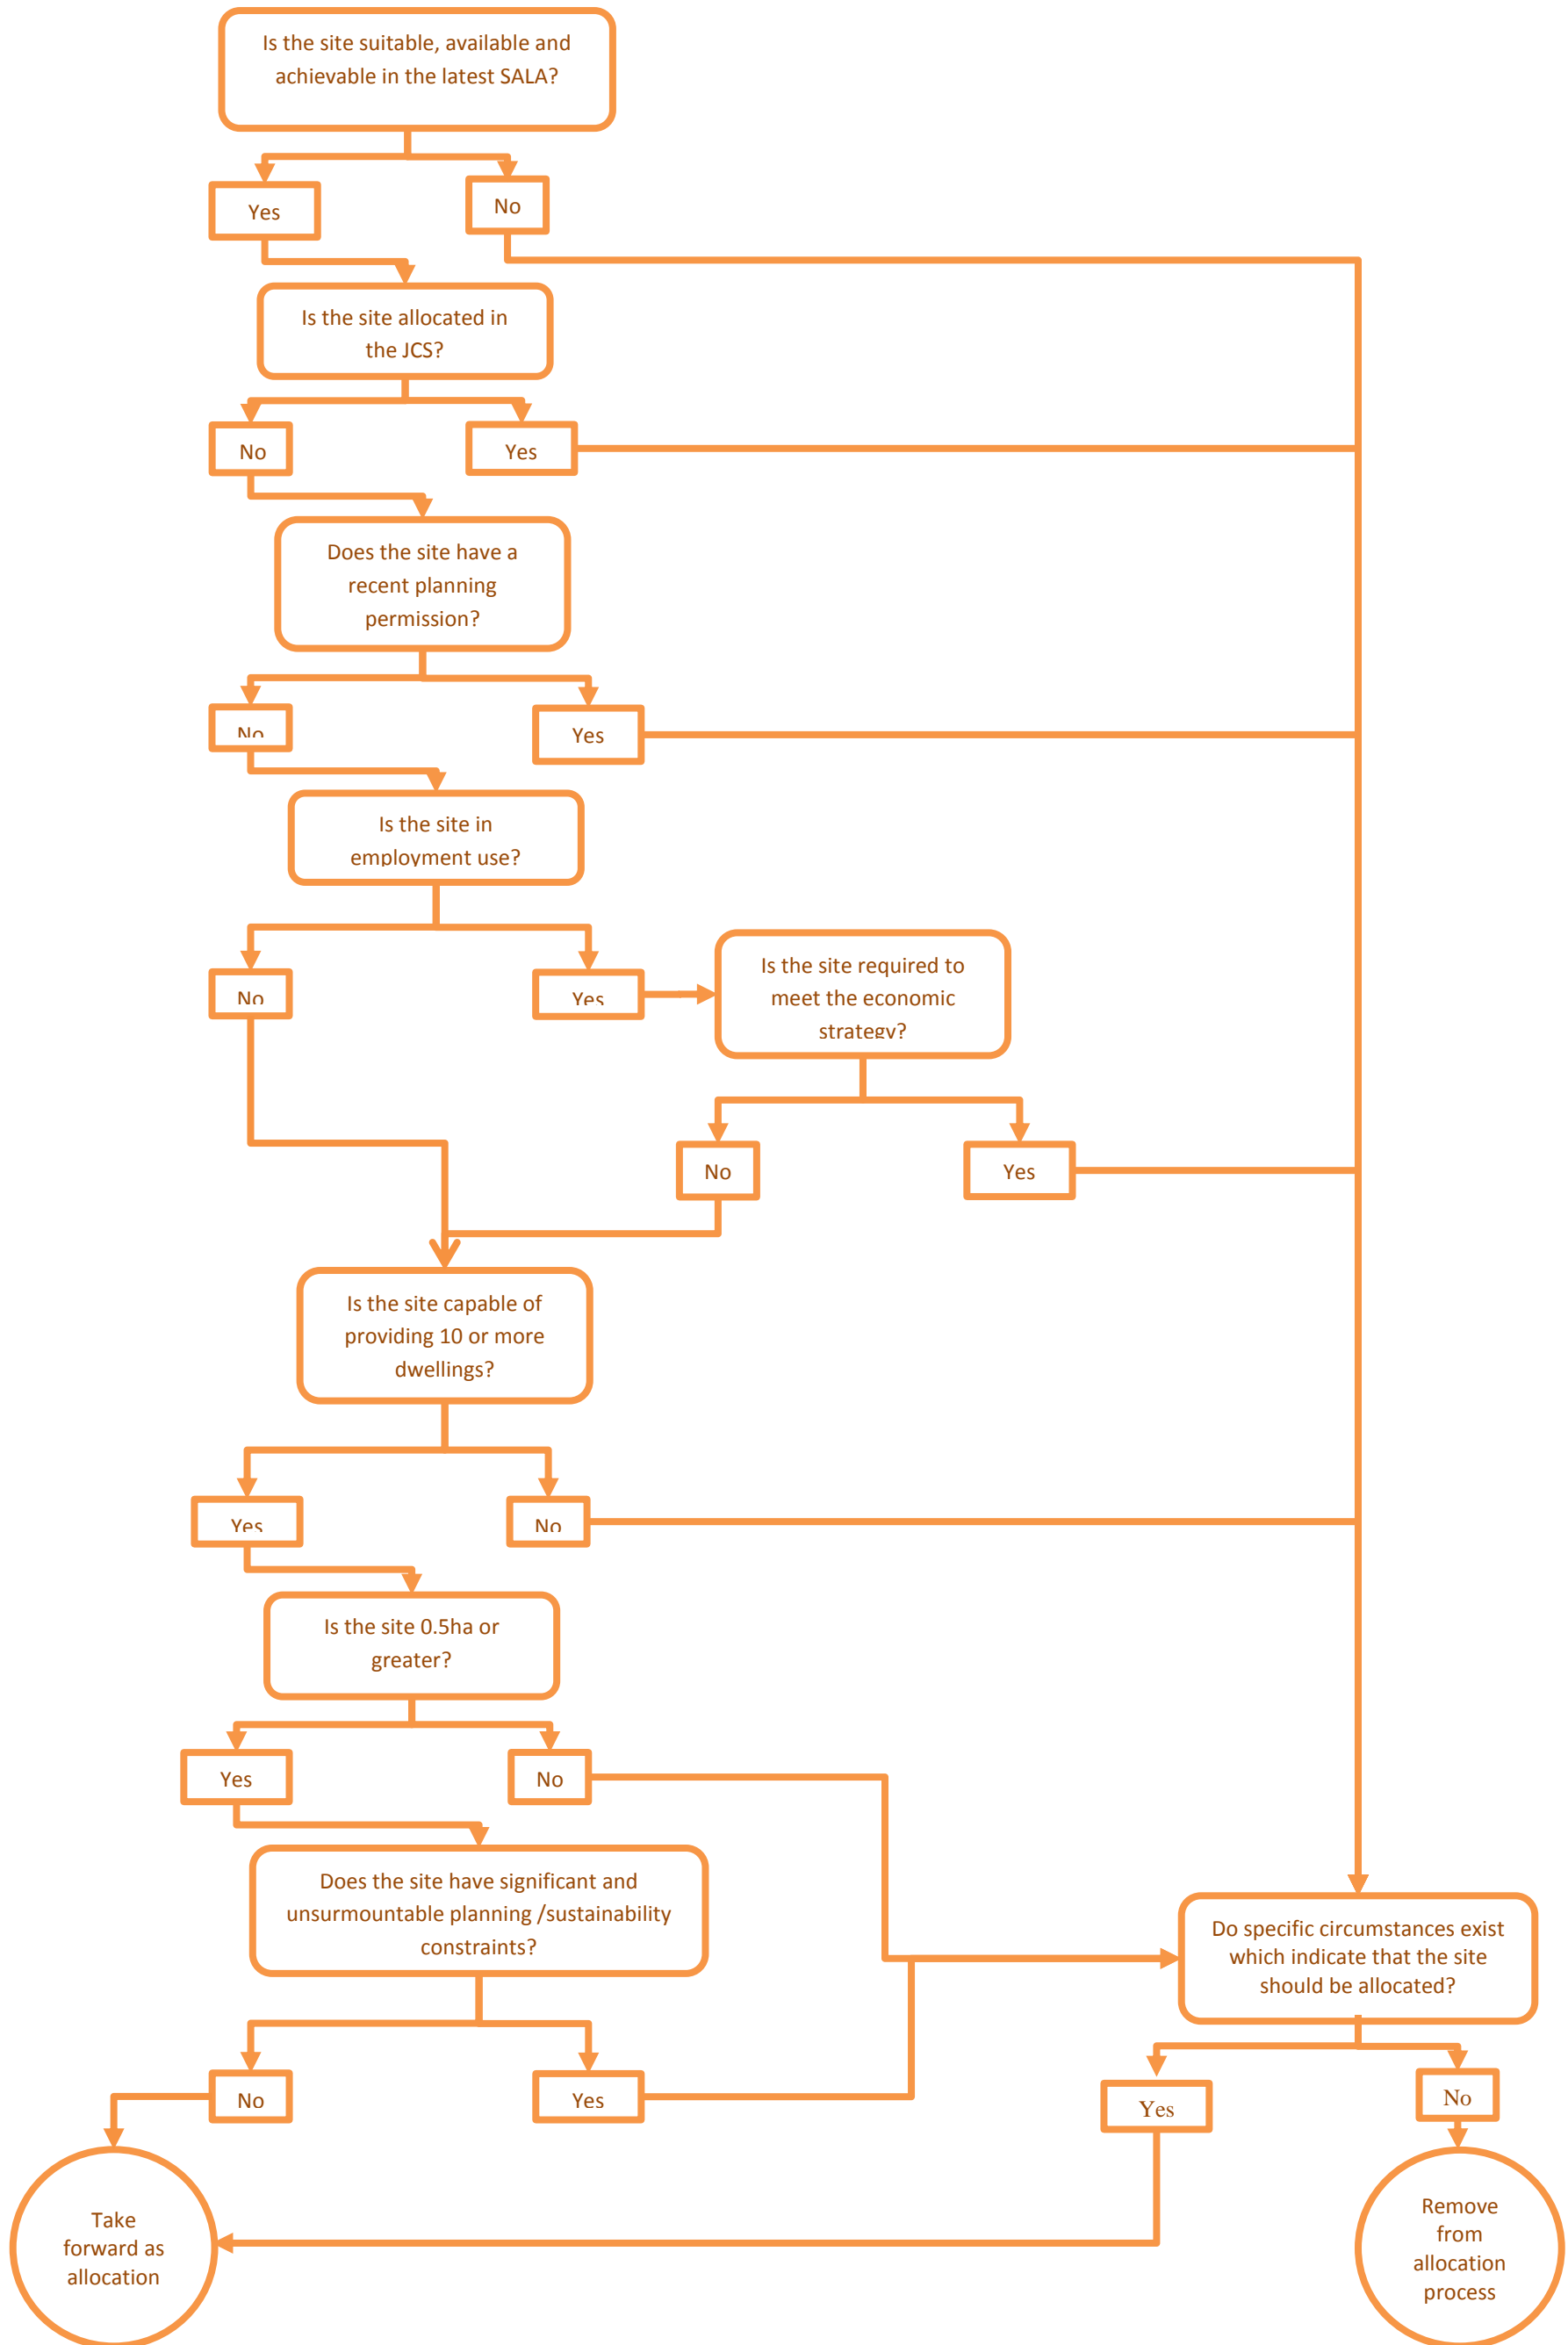 Is the site suitable, available and
achievable in the latest SALA?
Yes
No
Is the site allocated in
the JCS?
No
Yes
Does the site have a
recent planning
permission?
No
Yes
Is the site in
employment use?
No
Yes
Is the site required to
meet the economic
strategy?
No
Yes
Is the site capable of
providing 10 or more
dwellings?
Yes
No
Is the site 0.5ha or
greater?
Yes
No
Does the site have significant and
unsurmountable planning /sustainability
constraints?
No
Yes
Do specific circumstances exist
which indicate that the site
should be allocated?
Yes
No
Take
forward as
allocation
Remove
from
allocation
process